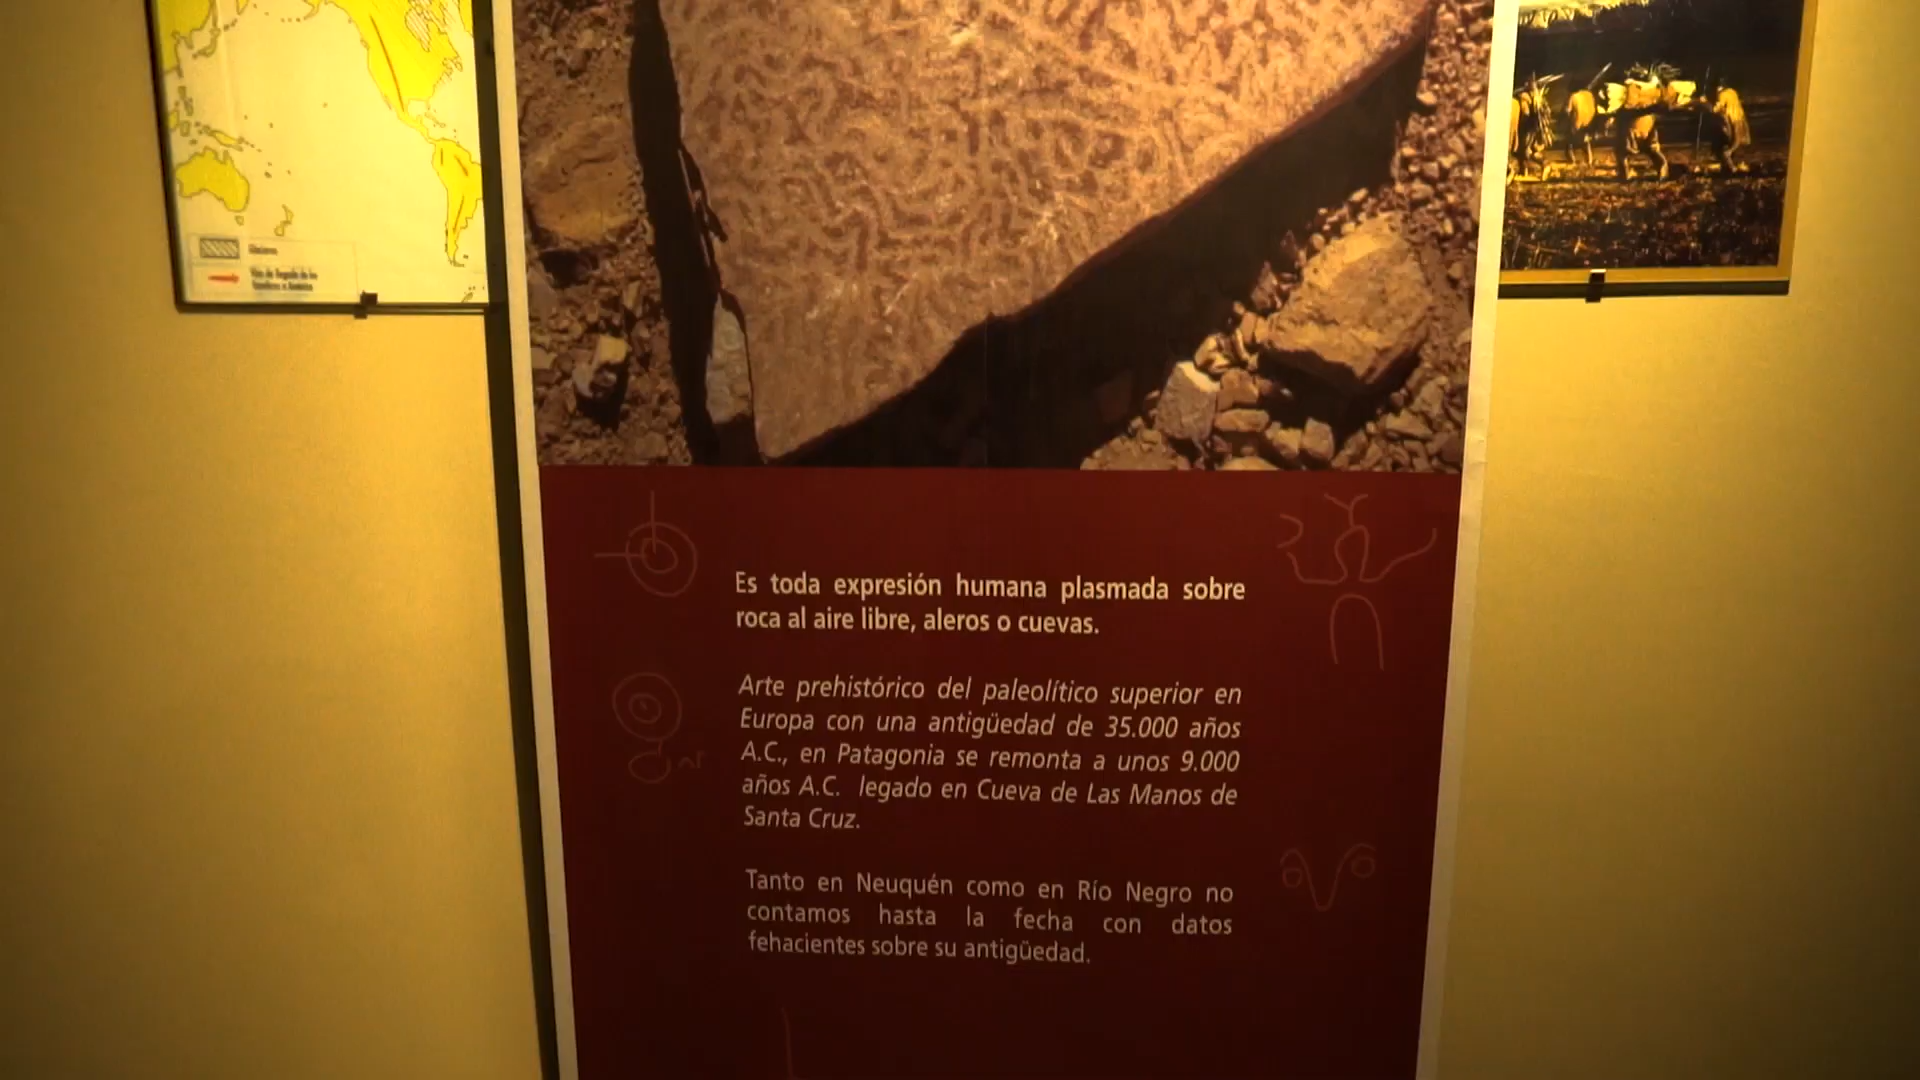 Glaciares
Es toda expresión humana plasmada sobre
roca al aire libre, aleros o cuevas.
Arte prehistórico del paleolítico superior en
Europa con una antigüedad de 35.000 años
A.C., en Patagonia se remonta a unos 9.000
años A.C. legado en Cueva de Las Manos de
Santa Cruz.
Tanto en Neuquén como en Río Negro no
contamos hasta la fecha con datos
fehacientes sobre su antigüedad.